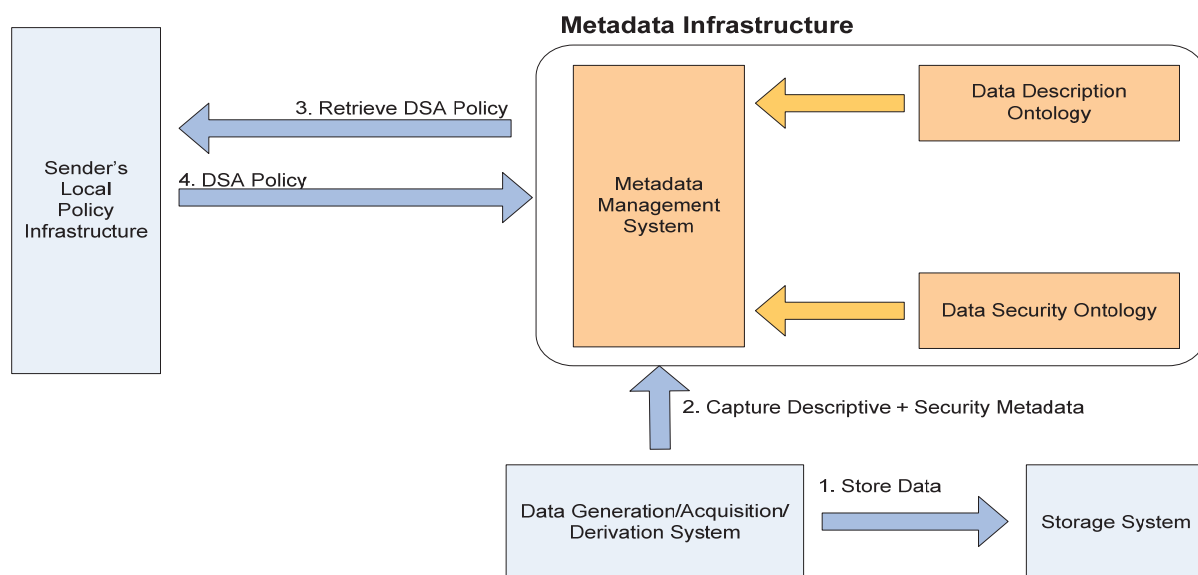 Metadata Infrastructure
3. Retrieve DSA Policy
4. DSA Policy
Sender's
Local
Policy
Infrastructure
Metadata
Management
System
Data Description
Ontology
Data Security Ontology
2. Capture Descriptive + Security Metadata
1. Store Data
Data Generation/Acquisition/
Derivation System
Storage System